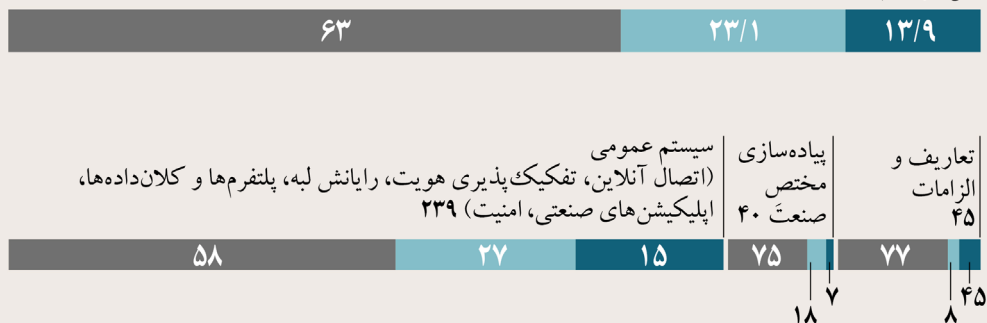 ۱۳/۹ ۲۳/۱ ۶۳
تعاریف و
الزامات
۴۵
پیاده‌سازی
مختص
صنعتَ ۴۰
سیستم عمومی
(اتصال آنلاین، تفکیک‌پذیری هویت، رایانش لبه، پلتفرم‌ها و کلان‌داده‌ها،
اپلیکیشن‌های صنعتی، امنیت) ۲۳۹
۷۷ ۷۵ ۱۵ ۲۷ ۵۸
۴۵ ۸ ۷ ۱۸